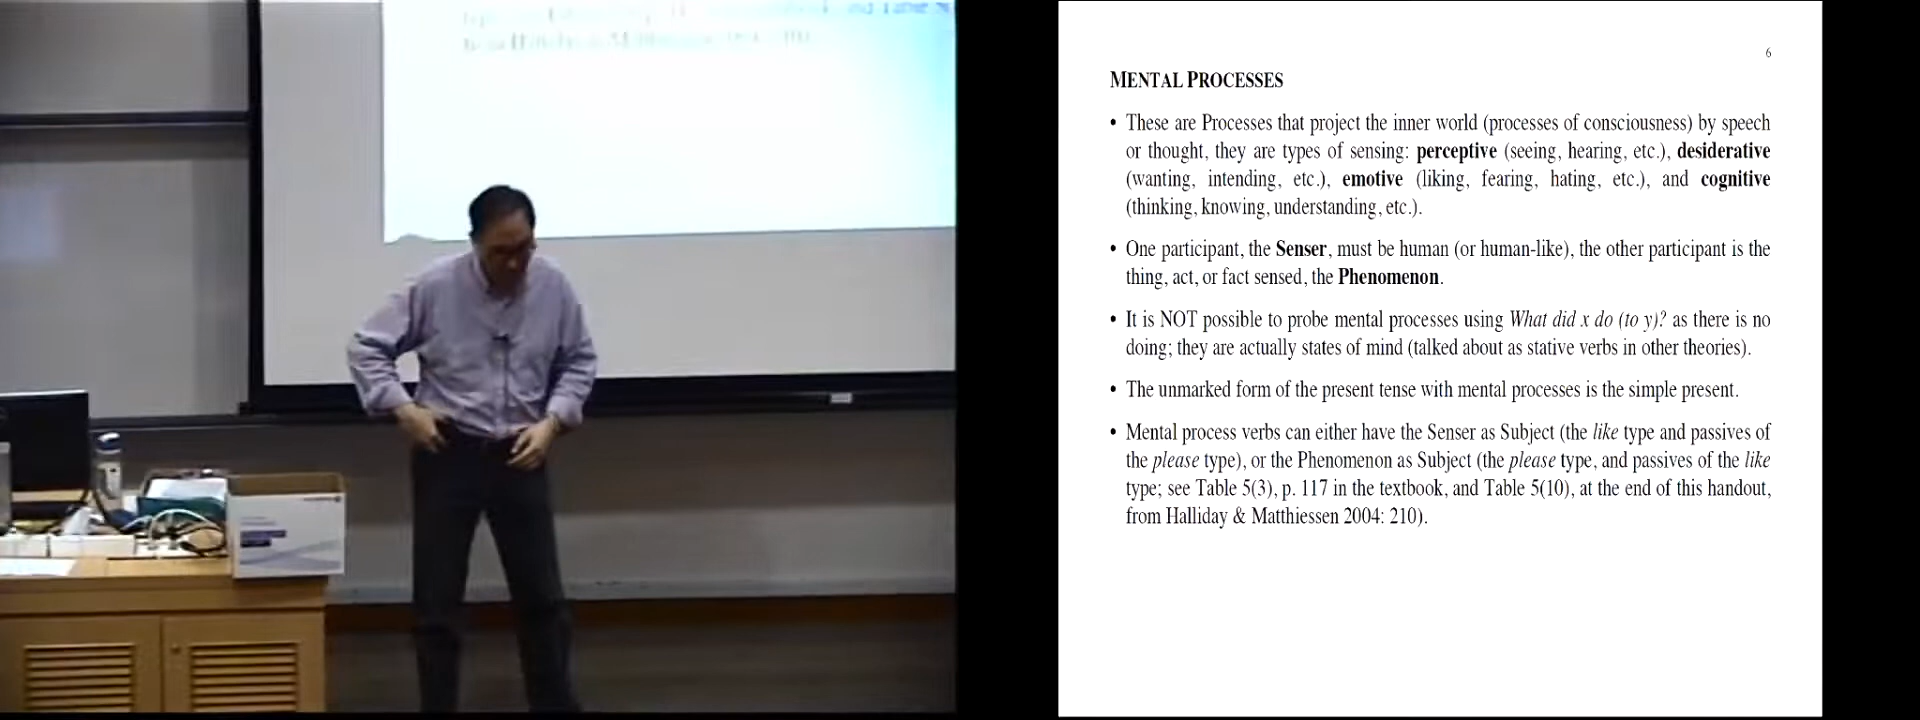 6
MENTAL PROCESSES
• These are Processes that project the inner world (processes of consciousness) by speech
or thought, they are types of sensing: perceptive (seeing, hearing, etc.), desiderative
(wanting, intending, etc.), emotive (liking, fearing, hating, etc.), and cognitive
(thinking, knowing, understanding, etc.).
• One participant, the Senser, must be human (or human-like), the other participant is the
thing, act, or fact sensed, the Phenomenon.
• It is NOT possible to probe mental processes using What did x do (to y)? as there is no
doing; they are actually states of mind (talked about as stative verbs in other theories).
• The unmarked form of the present tense with mental processes is the simple present.
• Mental process verbs can either have the Senser as Subject (the like type and passives of
the please type), or the Phenomenon as Subject (the please type, and passives of the like
type; see Table 5(3), p. 117 in the textbook, and Table 5(10), at the end of this handout,
from Halliday & Matthiessen 2004: 210).